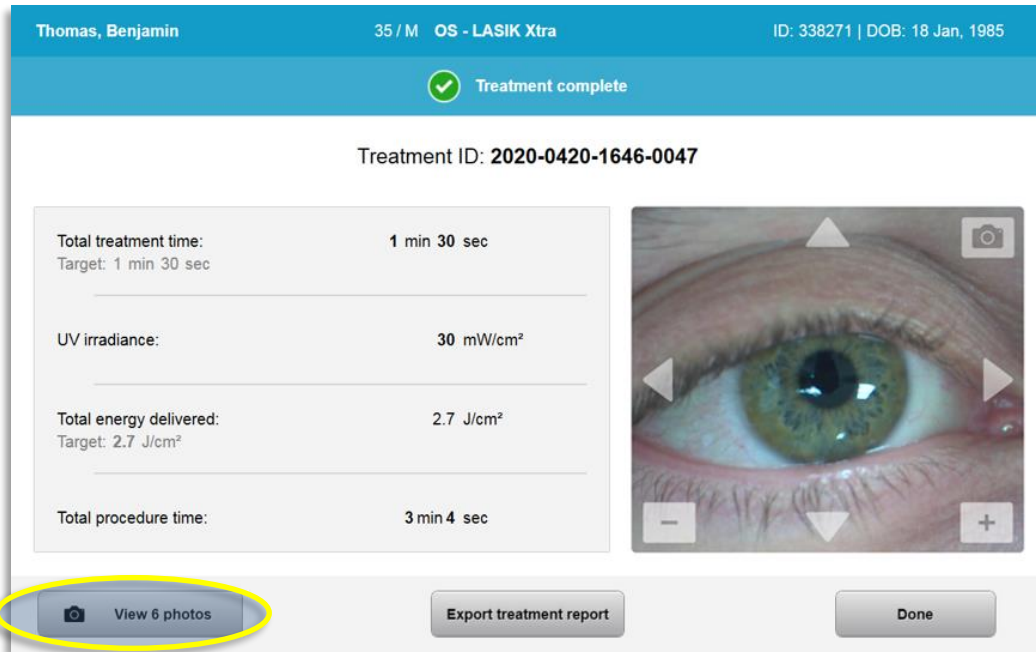 Thomas, Benjamin 35 / M OS - LASIK Xtra ID: 338271 | DOB: 18 Jan, 1985
Treatment complete
Treatment ID: 2020-0420-1646-0047
Total treatment time: 1 min 30 sec
Target: 1 min 30 sec
UV irradiance: 30 mW/cm²
Total energy delivered: 2.7 J/cm²
Target: 2.7 J/cm²
Total procedure time: 3 min 4 sec
View 6 photos Export treatment report Done